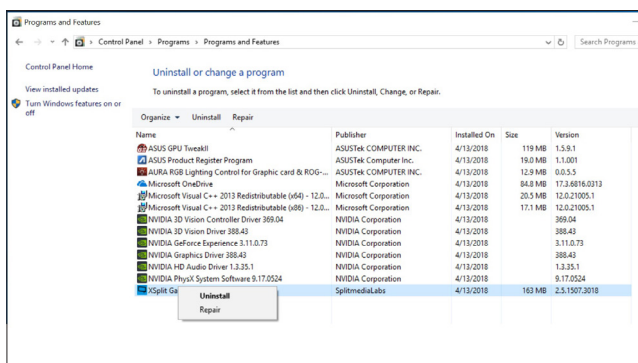 Programs and Features
Control Panel > Programs > Programs and Features
Search Programs
Control Panel Home
View installed updates
Turn Windows features on or
off
Uninstall or change a program
To uninstall a program, select it from the list and then click Uninstall, Change, or Repair.
Organize Uninstall Repair
Name Publisher Installed On Size Version
ASUS GPU TweakII ASUSTek COMPUTER INC. 4/13/2018 119 MB 1.5.9.1
ASUS Product Register Program ASUSTek Computer Inc. 4/13/2018 19.0 MB 1.1.001
AURA RGB Lighting Control for Graphic card & ROG-... ASUSTek COMPUTER INC. 4/13/2018 12.9 MB 0.0.5.5
Microsoft OneDrive Microsoft Corporation 4/13/2018 84.8 MB 17.3.6816.0313
Microsoft Visual C++ 2013 Redistributable (x64) - 12.0... Microsoft Corporation 4/13/2018 20.5 MB 12.0.21005.1
Microsoft Visual C++ 2013 Redistributable (x86) - 12.0... Microsoft Corporation 4/13/2018 17.1 MB 12.0.21005.1
NVIDIA 3D Vision Controller Driver 369.04 NVIDIA Corporation 4/13/2018 369.04
NVIDIA 3D Vision Driver 388.43 NVIDIA Corporation 4/13/2018 388.43
NVIDIA GeForce Experience 3.11.0.73 NVIDIA Corporation 4/13/2018 3.11.0.73
NVIDIA Graphics Driver 388.43 NVIDIA Corporation 4/13/2018 388.43
NVIDIA HD Audio Driver 1.3.35.1 NVIDIA Corporation 4/13/2018 1.3.35.1
NVIDIA PhysX System Software 9.17.0524 NVIDIA Corporation 4/13/2018 9.17.0524
XSplit Ga SplitmediaLabs 4/13/2018 163 MB 2.5.1507.3018
Uninstall
Repair